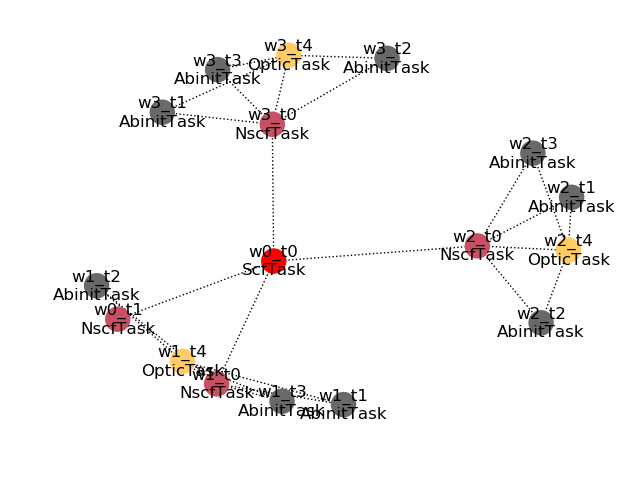 w3_t4
OpticTask
w3_t2
AbinitTask
w3_t3
AbinitTask
w3_t1
AbinitTask
w3_t0
NscfTask
w2_t3
AbinitTask
w2_t1
AbinitTask
w2_t0
NscfTask
w2_t4
OpticTask
w0_t0
ScfTask
w1_t2
AbinitTask
w0_t1
NscfTask
w2_t2
AbinitTask
w1_t4
OpticTask
w1_t0
NscfTask
w1_t3
AbinitTask
w1_t1
AbinitTask